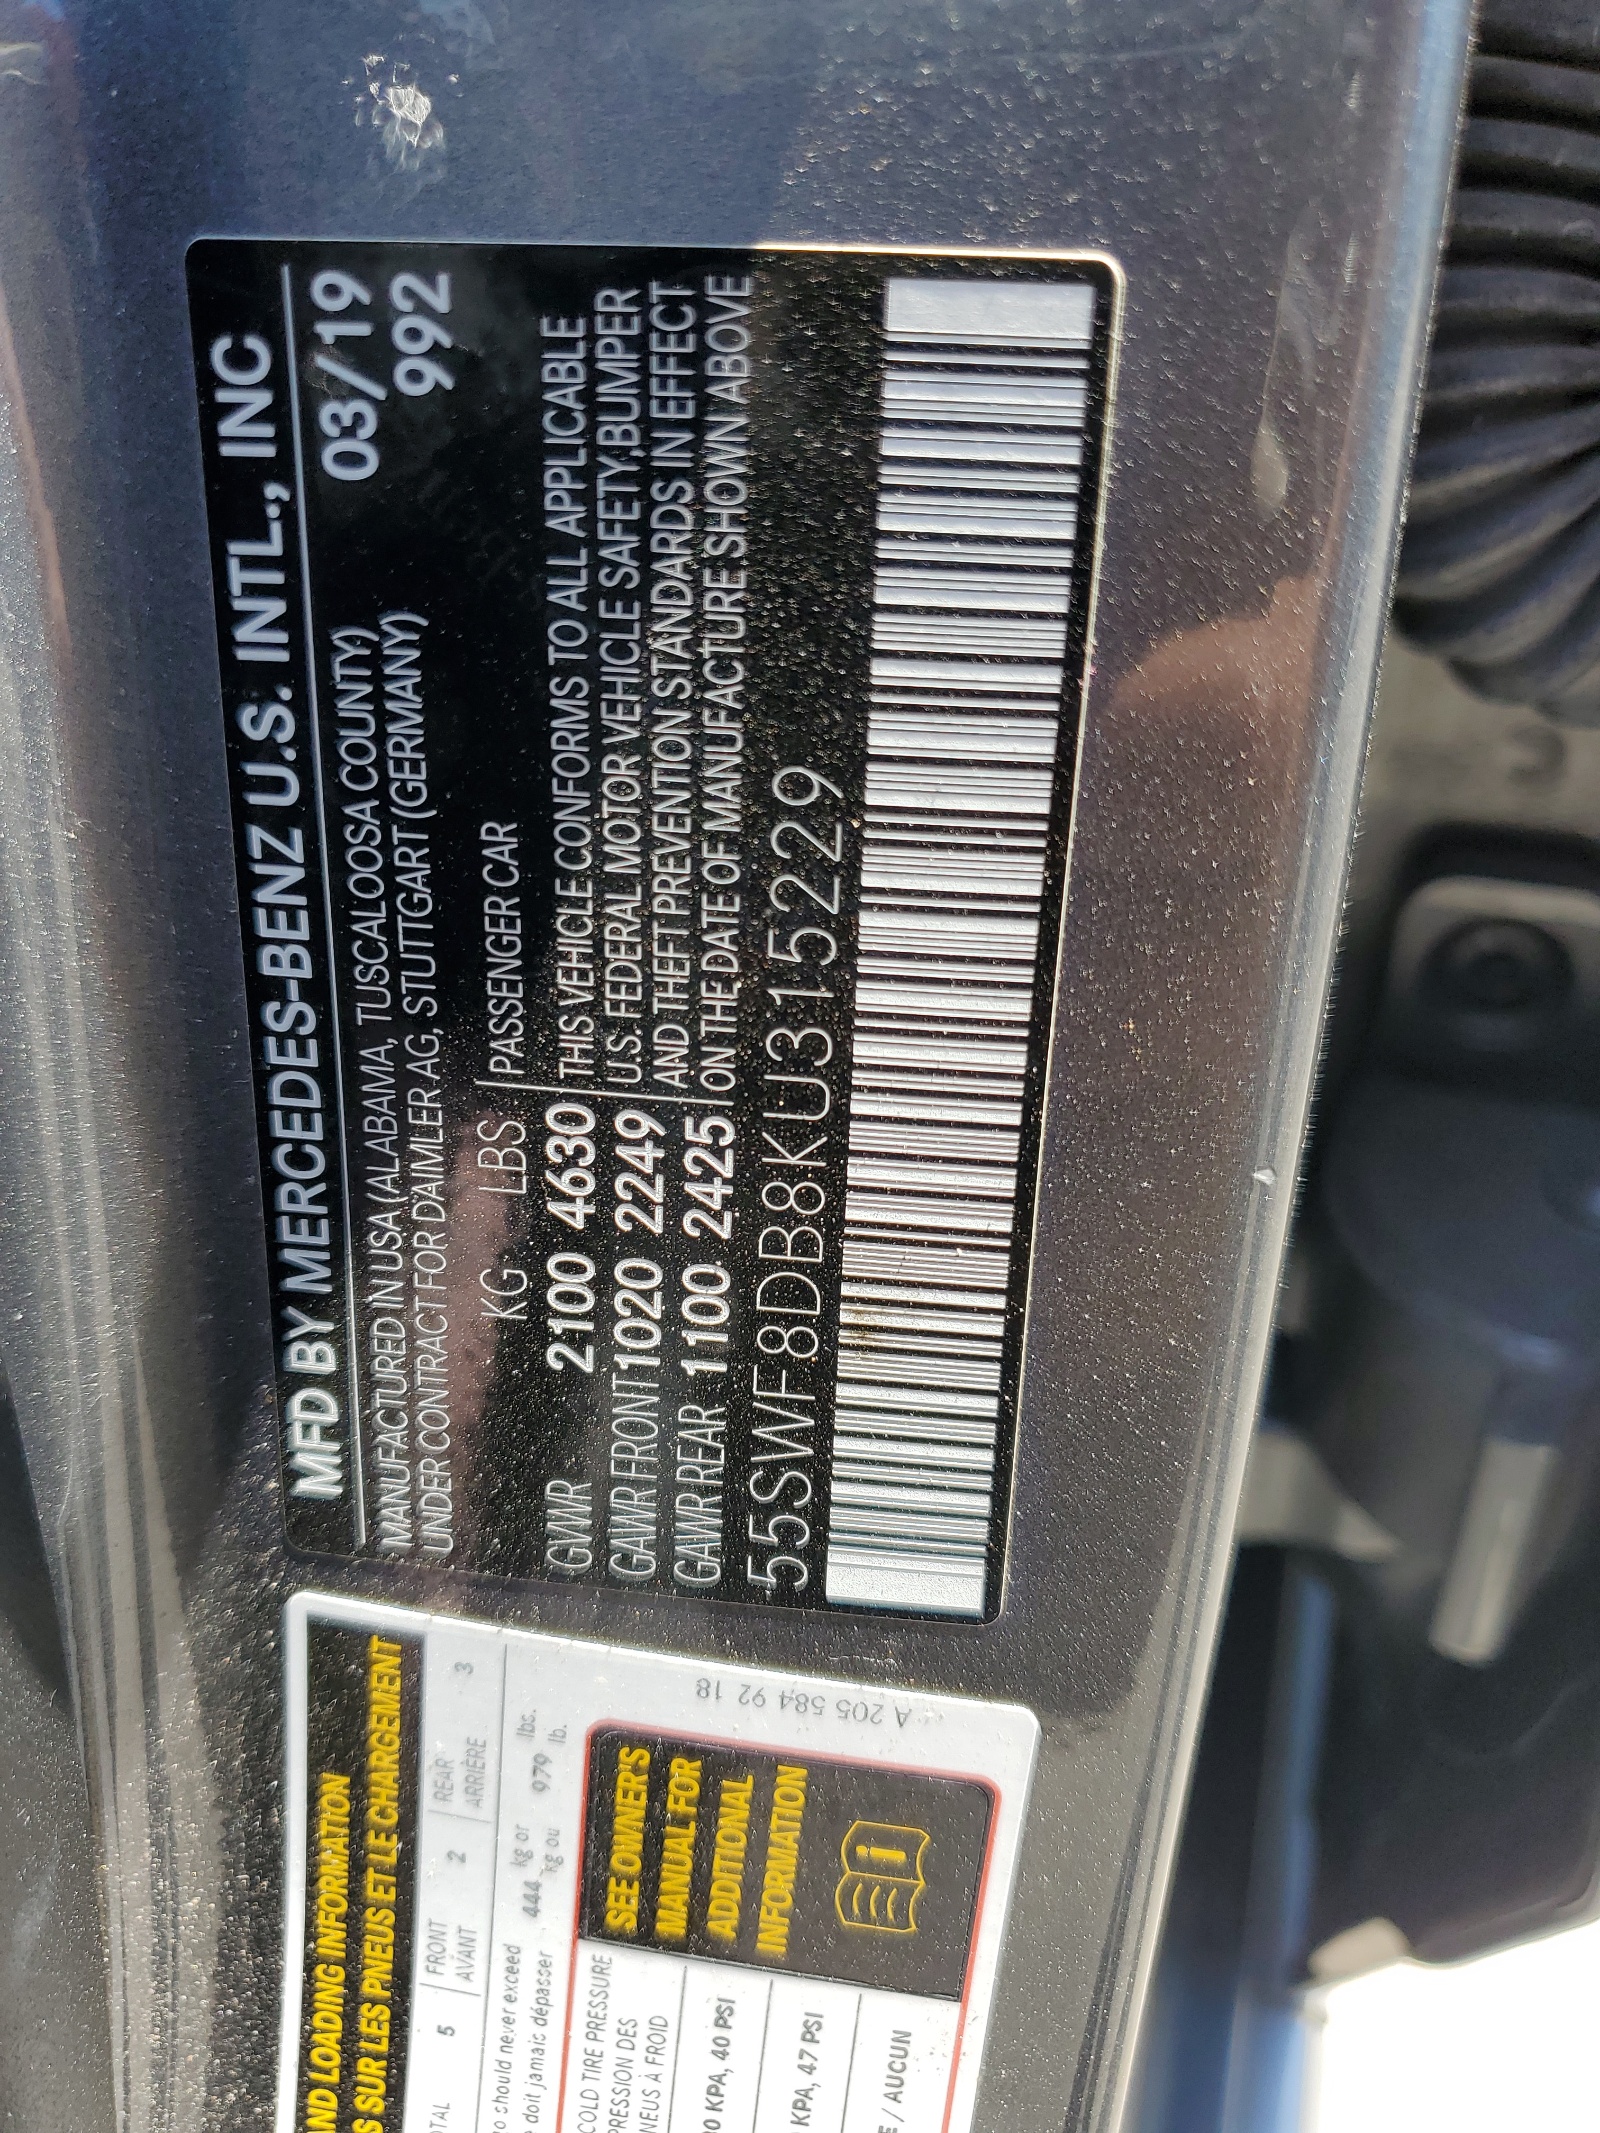 MFD BY MERCEDES-BENZ U.S. INTL., INC
MANUFACTURED IN USA (ALABAMA, TUSCALOOSA COUNTY) 03/19
UNDER CONTRACT FOR DAIMLER AG, STUTTGART (GERMANY) 992
KG LBS PASSENGER CAR
GVWR 2100 4630 THIS VEHICLE CONFORMS TO ALL APPLICABLE
GAWR FRONT 1020 2249 U.S. FEDERAL MOTOR VEHICLE SAFETY,BUMPER
GAWR REAR 1100 2425 AND THEFT PREVENTION STANDARDS IN EFFECT
ON THE DATE OF MANUFACTURE SHOWN ABOVE
55SWF8DB8KU315229
AND LOADING INFORMATION
SUR LES PNEUS ET LE CHARGEMENT
5 FRONT 2 REAR 3
AVANT ARRIÈRE
should never exceed 444 kg or 979 lbs.
doit jamais dépasser kg ou lb.
COLD TIRE PRESSURE
DES
À FROID
KPA, 40 PSI
KPA, 47 PSI
/ AUCUN
SEE OWNER'S
MANUAL FOR
ADDITIONAL
INFORMATION
A 205 584 92 18